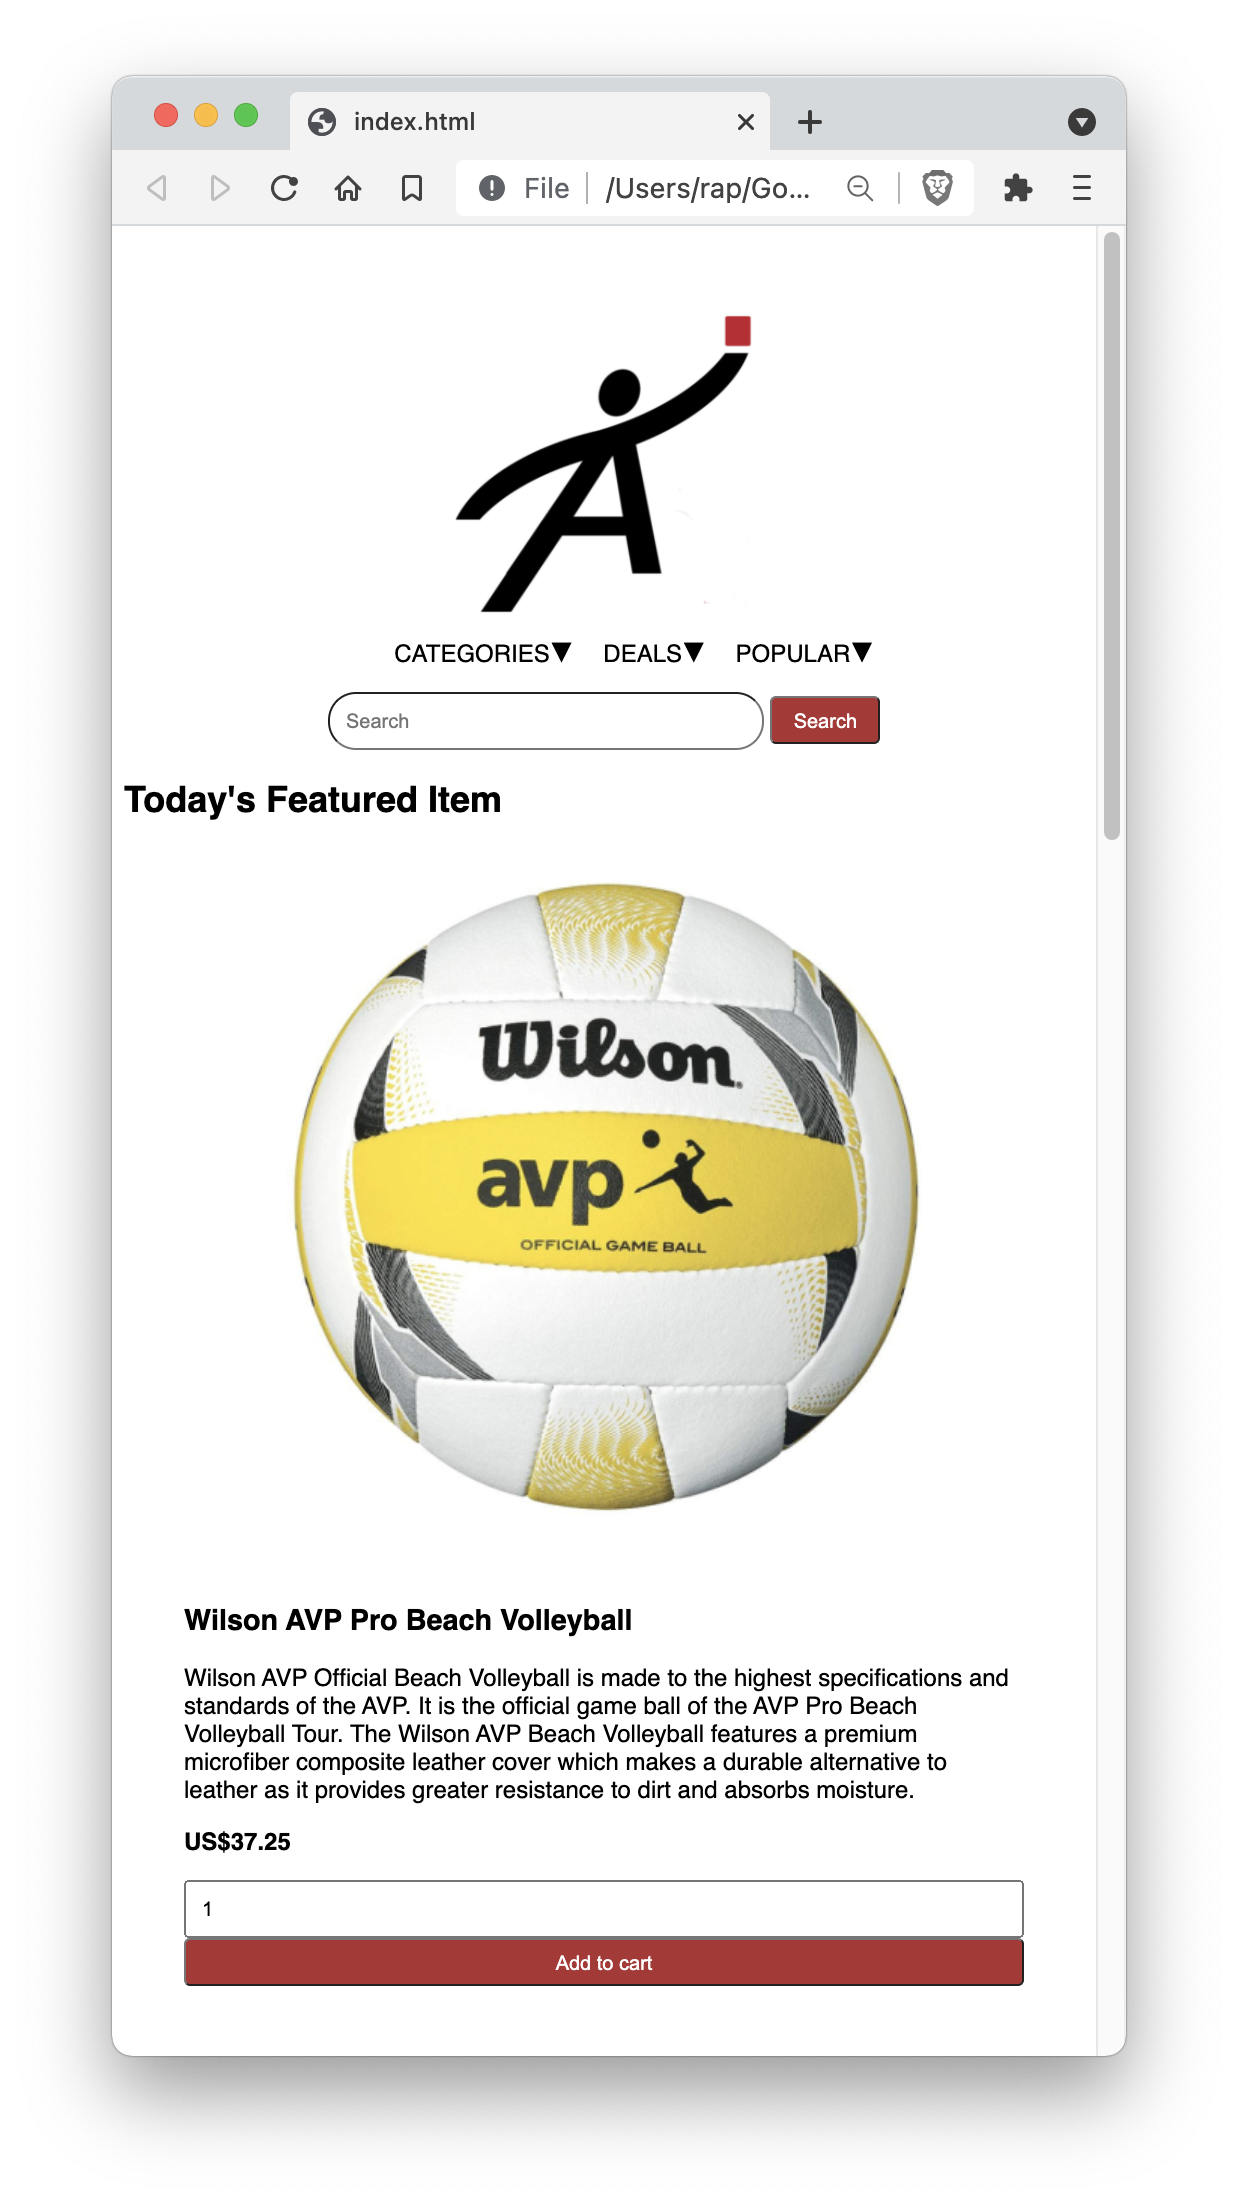 index.html
File /Users/rap/Go...
CATEGORIES▼ DEALS▼ POPULAR▼
Search Search
Today's Featured Item
Wilson
avp
OFFICIAL GAME BALL
Wilson AVP Pro Beach Volleyball
Wilson AVP Official Beach Volleyball is made to the highest specifications and
standards of the AVP. It is the official game ball of the AVP Pro Beach
Volleyball Tour. The Wilson AVP Beach Volleyball features a premium
microfiber composite leather cover which makes a durable alternative to
leather as it provides greater resistance to dirt and absorbs moisture.
US$37.25
1
Add to cart